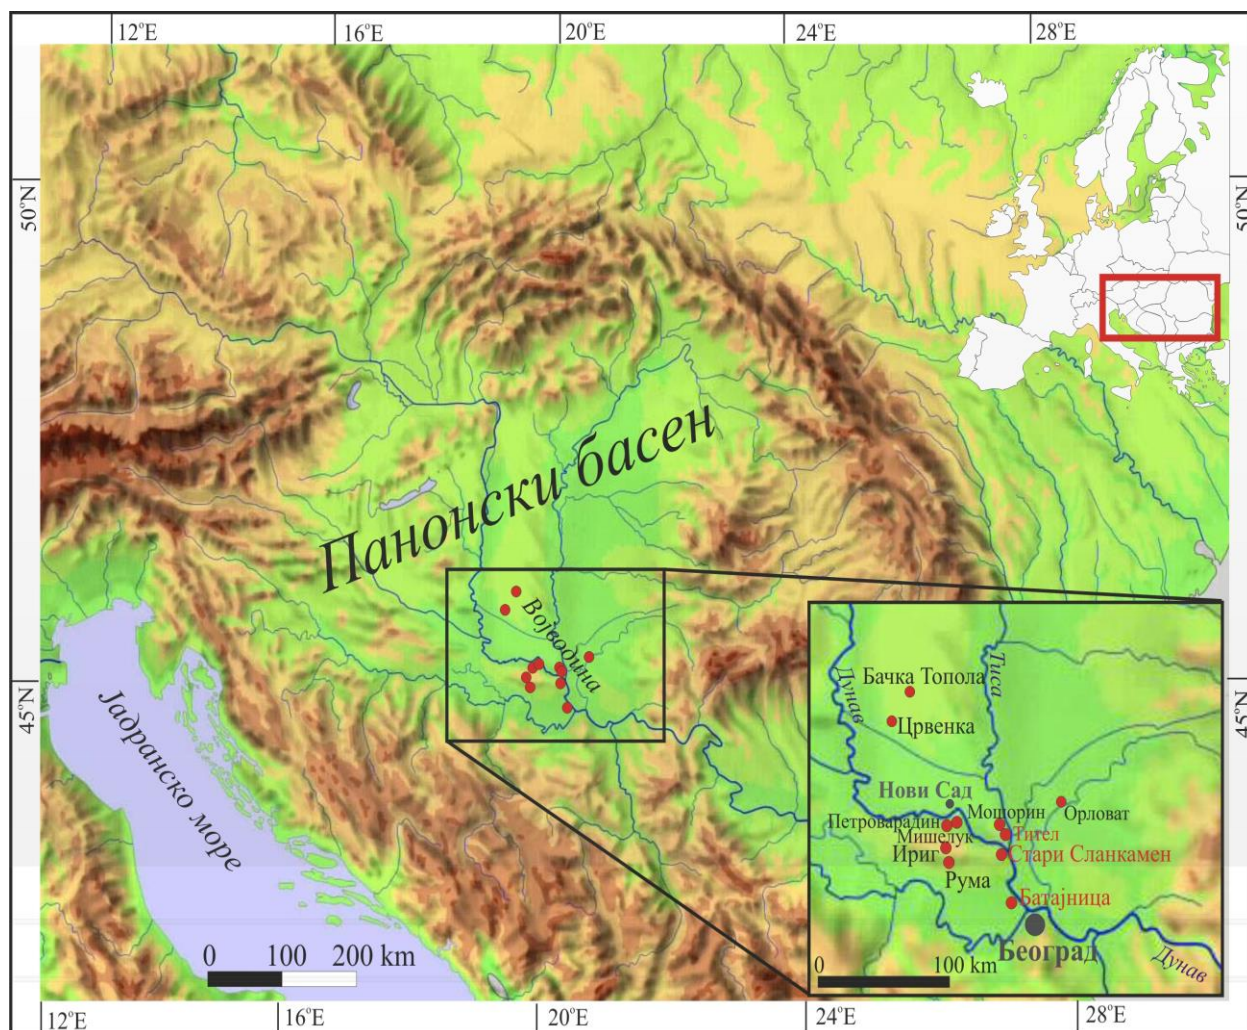 12°E 16°E 20°E 24°E 28°E
50°N
50°N
Панонски басен
Војводина
45°N
45°N
Јадранско море
0 100 200 km
Дунав
Тиса
Бачка Топола
Црвенка
Нови Сад
Петроварадин
Мошорин
Орловат
Мишелук
Тител
Ириг
Стари Сланкамен
Рума
Батајница
Београд
Дунав
0 100 km
12°E 16°E 20°E 24°E 28°E